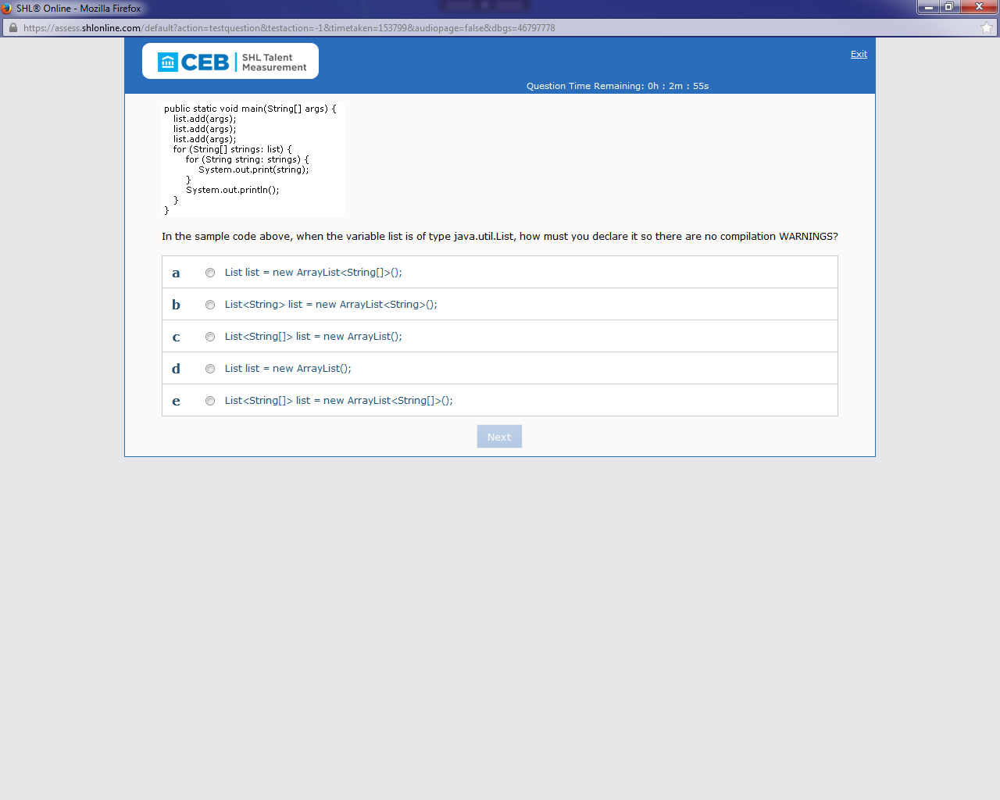 SHL® Online - Mozilla Firefox
https://assess.shlonline.com/default?action=testquestion&testaction=-1&timetaken=153799&audiopage=false&dbgs=46797778
CEB SHL Talent
Measurement
Exit
Question Time Remaining: 0h : 2m : 55s
public static void main(String[] args) {
list.add(args);
list.add(args);
list.add(args);
for (String[] strings: list) {
for (String string: strings) {
System.out.print(string);
}
System.out.println();
}
}
In the sample code above, when the variable list is of type java.util.List, how must you declare it so there are no compilation WARNINGS?
a List list = new ArrayList<String[]>();
b List<String> list = new ArrayList<String>();
c List<String[]> list = new ArrayList();
d List list = new ArrayList();
e List<String[]> list = new ArrayList<String[]>();
Next